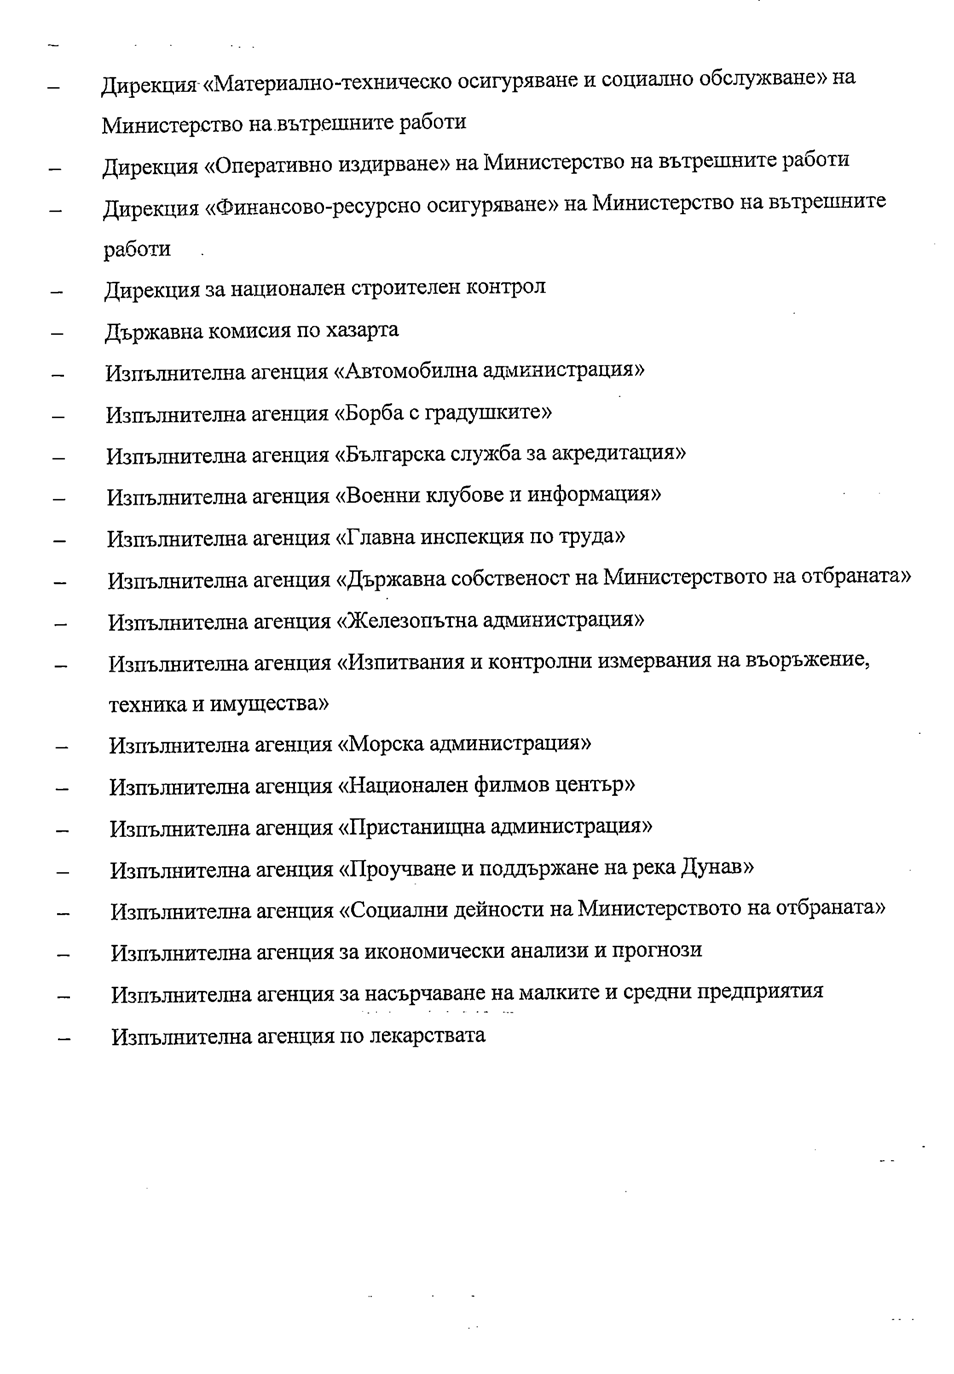 – Дирекция «Материално-техническо осигуряване и социално обслужване» на
Министерство на вътрешните работи
– Дирекция «Оперативно издирване» на Министерство на вътрешните работи
– Дирекция «Финансово-ресурсно осигуряване» на Министерство на вътрешните
работи
– Дирекция за национален строителен контрол
– Държавна комисия по хазарта
– Изпълнителна агенция «Автомобилна администрация»
– Изпълнителна агенция «Борба с градушките»
– Изпълнителна агенция «Българска служба за акредитация»
– Изпълнителна агенция «Военни клубове и информация»
– Изпълнителна агенция «Главна инспекция по труда»
– Изпълнителна агенция «Държавна собственост на Министерството на отбраната»
– Изпълнителна агенция «Железопътна администрация»
– Изпълнителна агенция «Изпитвания и контролни измервания на въоръжение,
техника и имущества»
– Изпълнителна агенция «Морска администрация»
– Изпълнителна агенция «Национален филмов център»
– Изпълнителна агенция «Пристанищна администрация»
– Изпълнителна агенция «Проучване и поддържане на река Дунав»
– Изпълнителна агенция «Социални дейности на Министерството на отбраната»
– Изпълнителна агенция за икономически анализи и прогнози
– Изпълнителна агенция за насърчаване на малките и средни предприятия
– Изпълнителна агенция по лекарствата